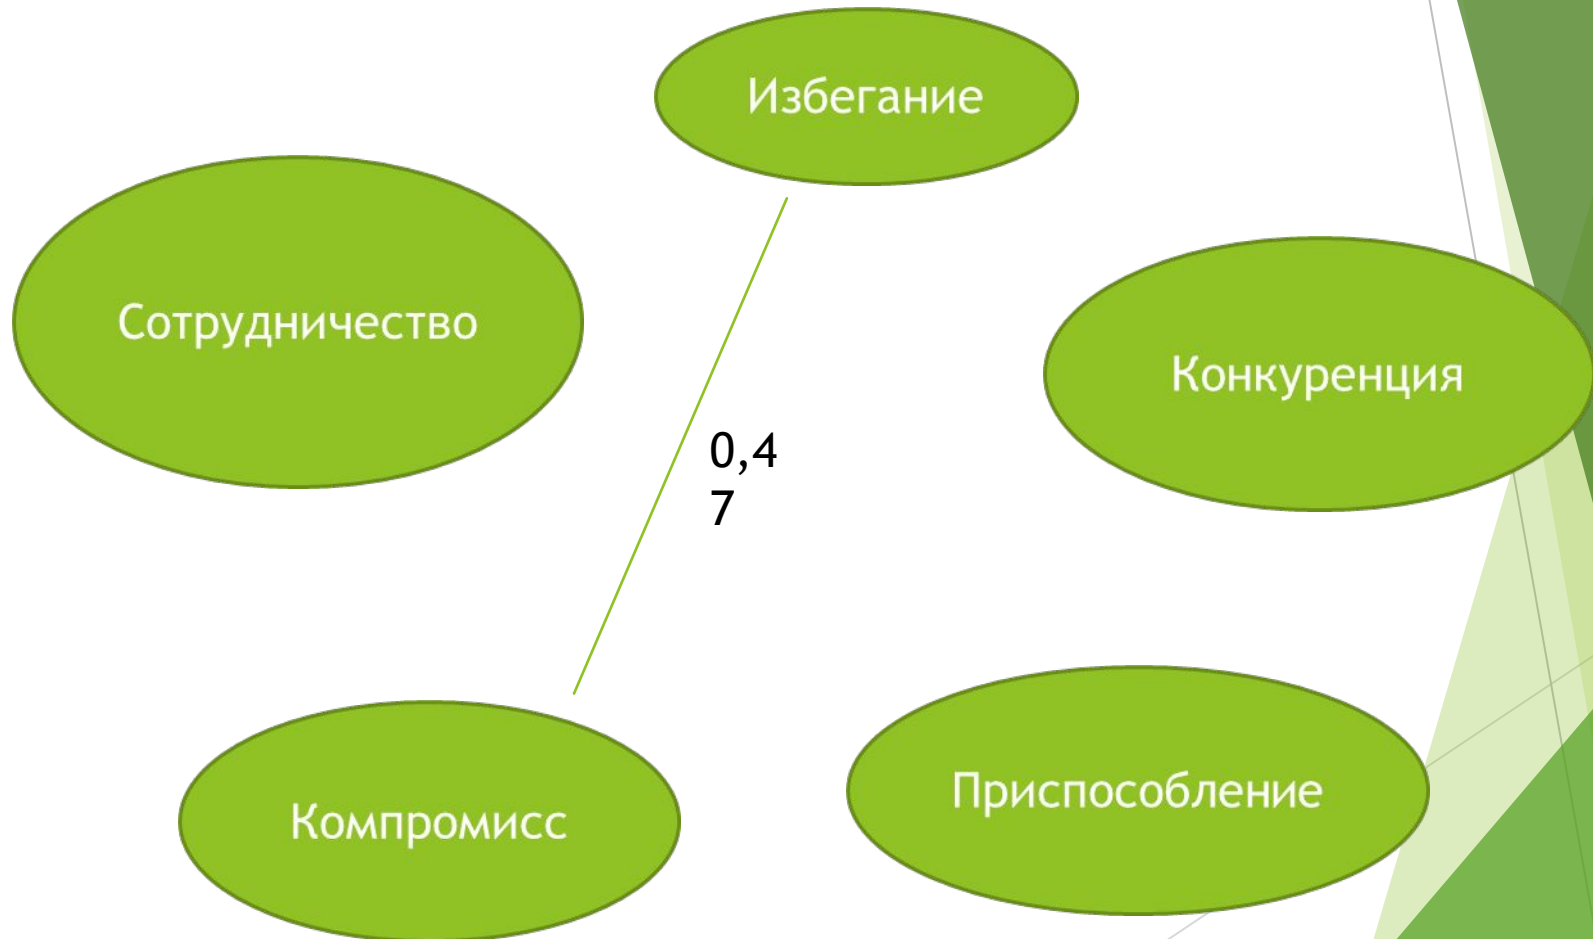 Избегание
Сотрудничество
Конкуренция
0,4
7
Приспособление
Компромисс